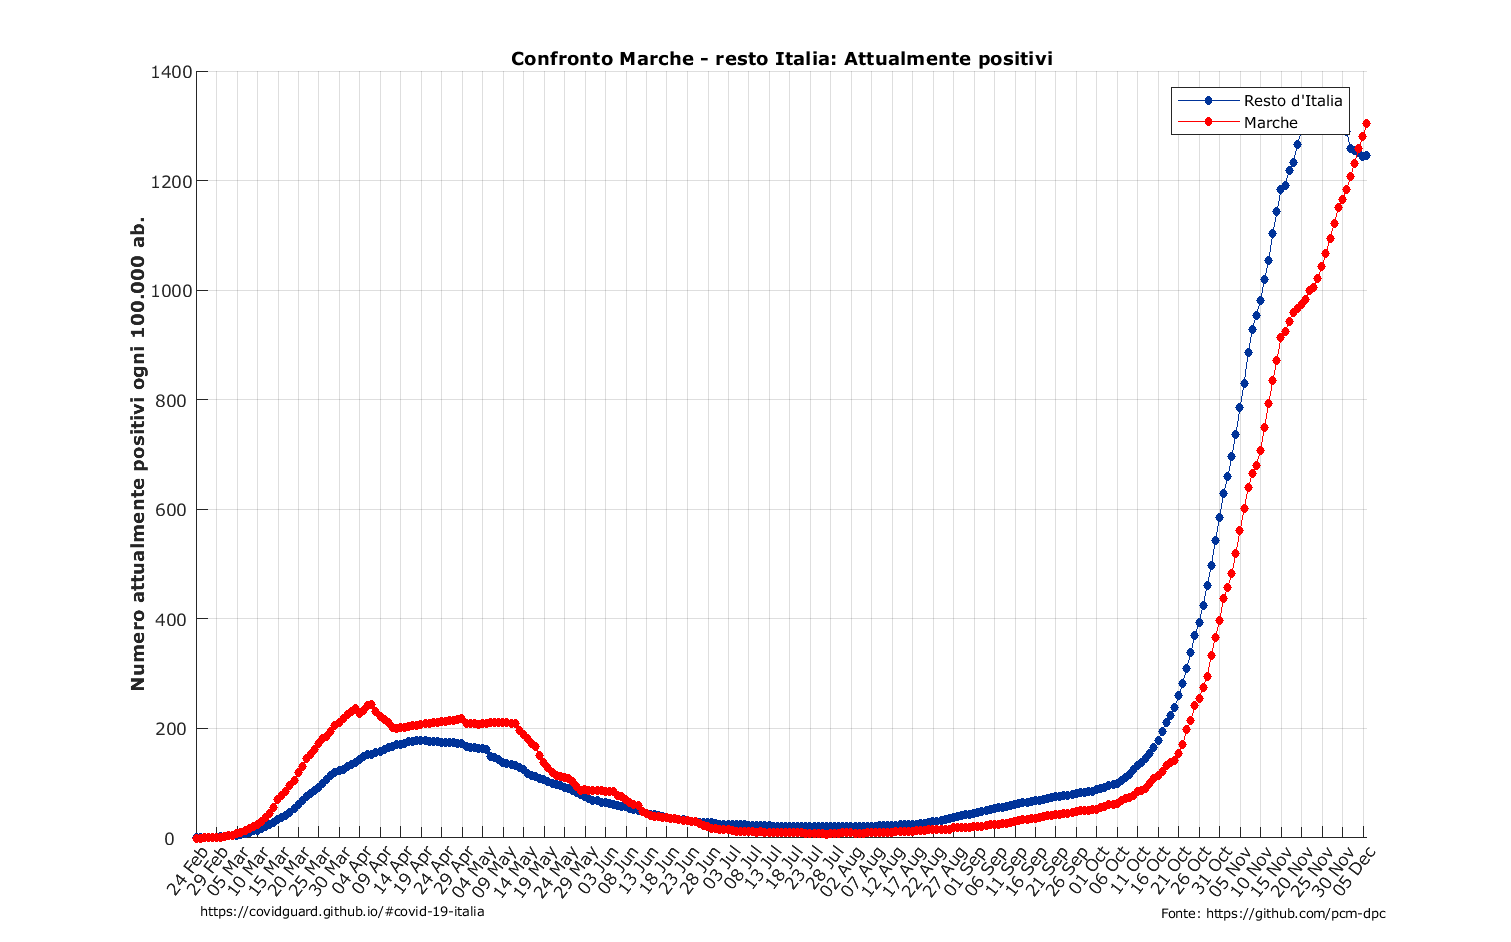 Confronto Marche - resto Italia: Attualmente positivi
Numero attualmente positivi ogni 100.000 ab.
1400
1200
1000
800
600
400
200
0
Resto d'Italia
Marche
24 Feb
29 Feb
05 Mar
10 Mar
15 Mar
20 Mar
25 Mar
30 Mar
04 Apr
09 Apr
14 Apr
19 Apr
24 Apr
29 Apr
04 May
09 May
14 May
19 May
24 May
29 May
03 Jun
08 Jun
13 Jun
18 Jun
23 Jun
28 Jun
03 Jul
08 Jul
13 Jul
18 Jul
23 Jul
28 Jul
02 Aug
07 Aug
12 Aug
17 Aug
22 Aug
27 Aug
01 Sep
06 Sep
11 Sep
16 Sep
21 Sep
26 Sep
01 Oct
06 Oct
11 Oct
16 Oct
21 Oct
26 Oct
31 Oct
05 Nov
10 Nov
15 Nov
20 Nov
25 Nov
30 Nov
05 Dec
https://covidguard.github.io/#covid-19-italia
Fonte: https://github.com/pcm-dpc